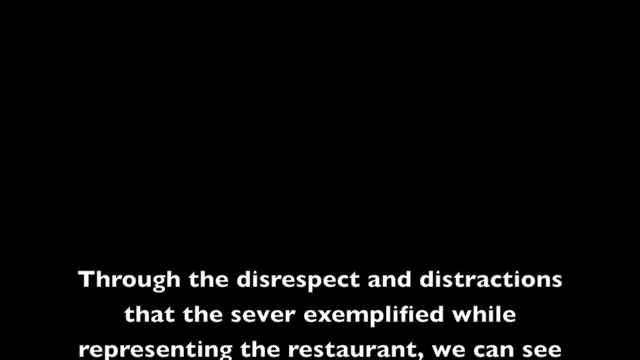 Through the disrespect and distractions
that the sever exemplified while
representing the restaurant, we can see